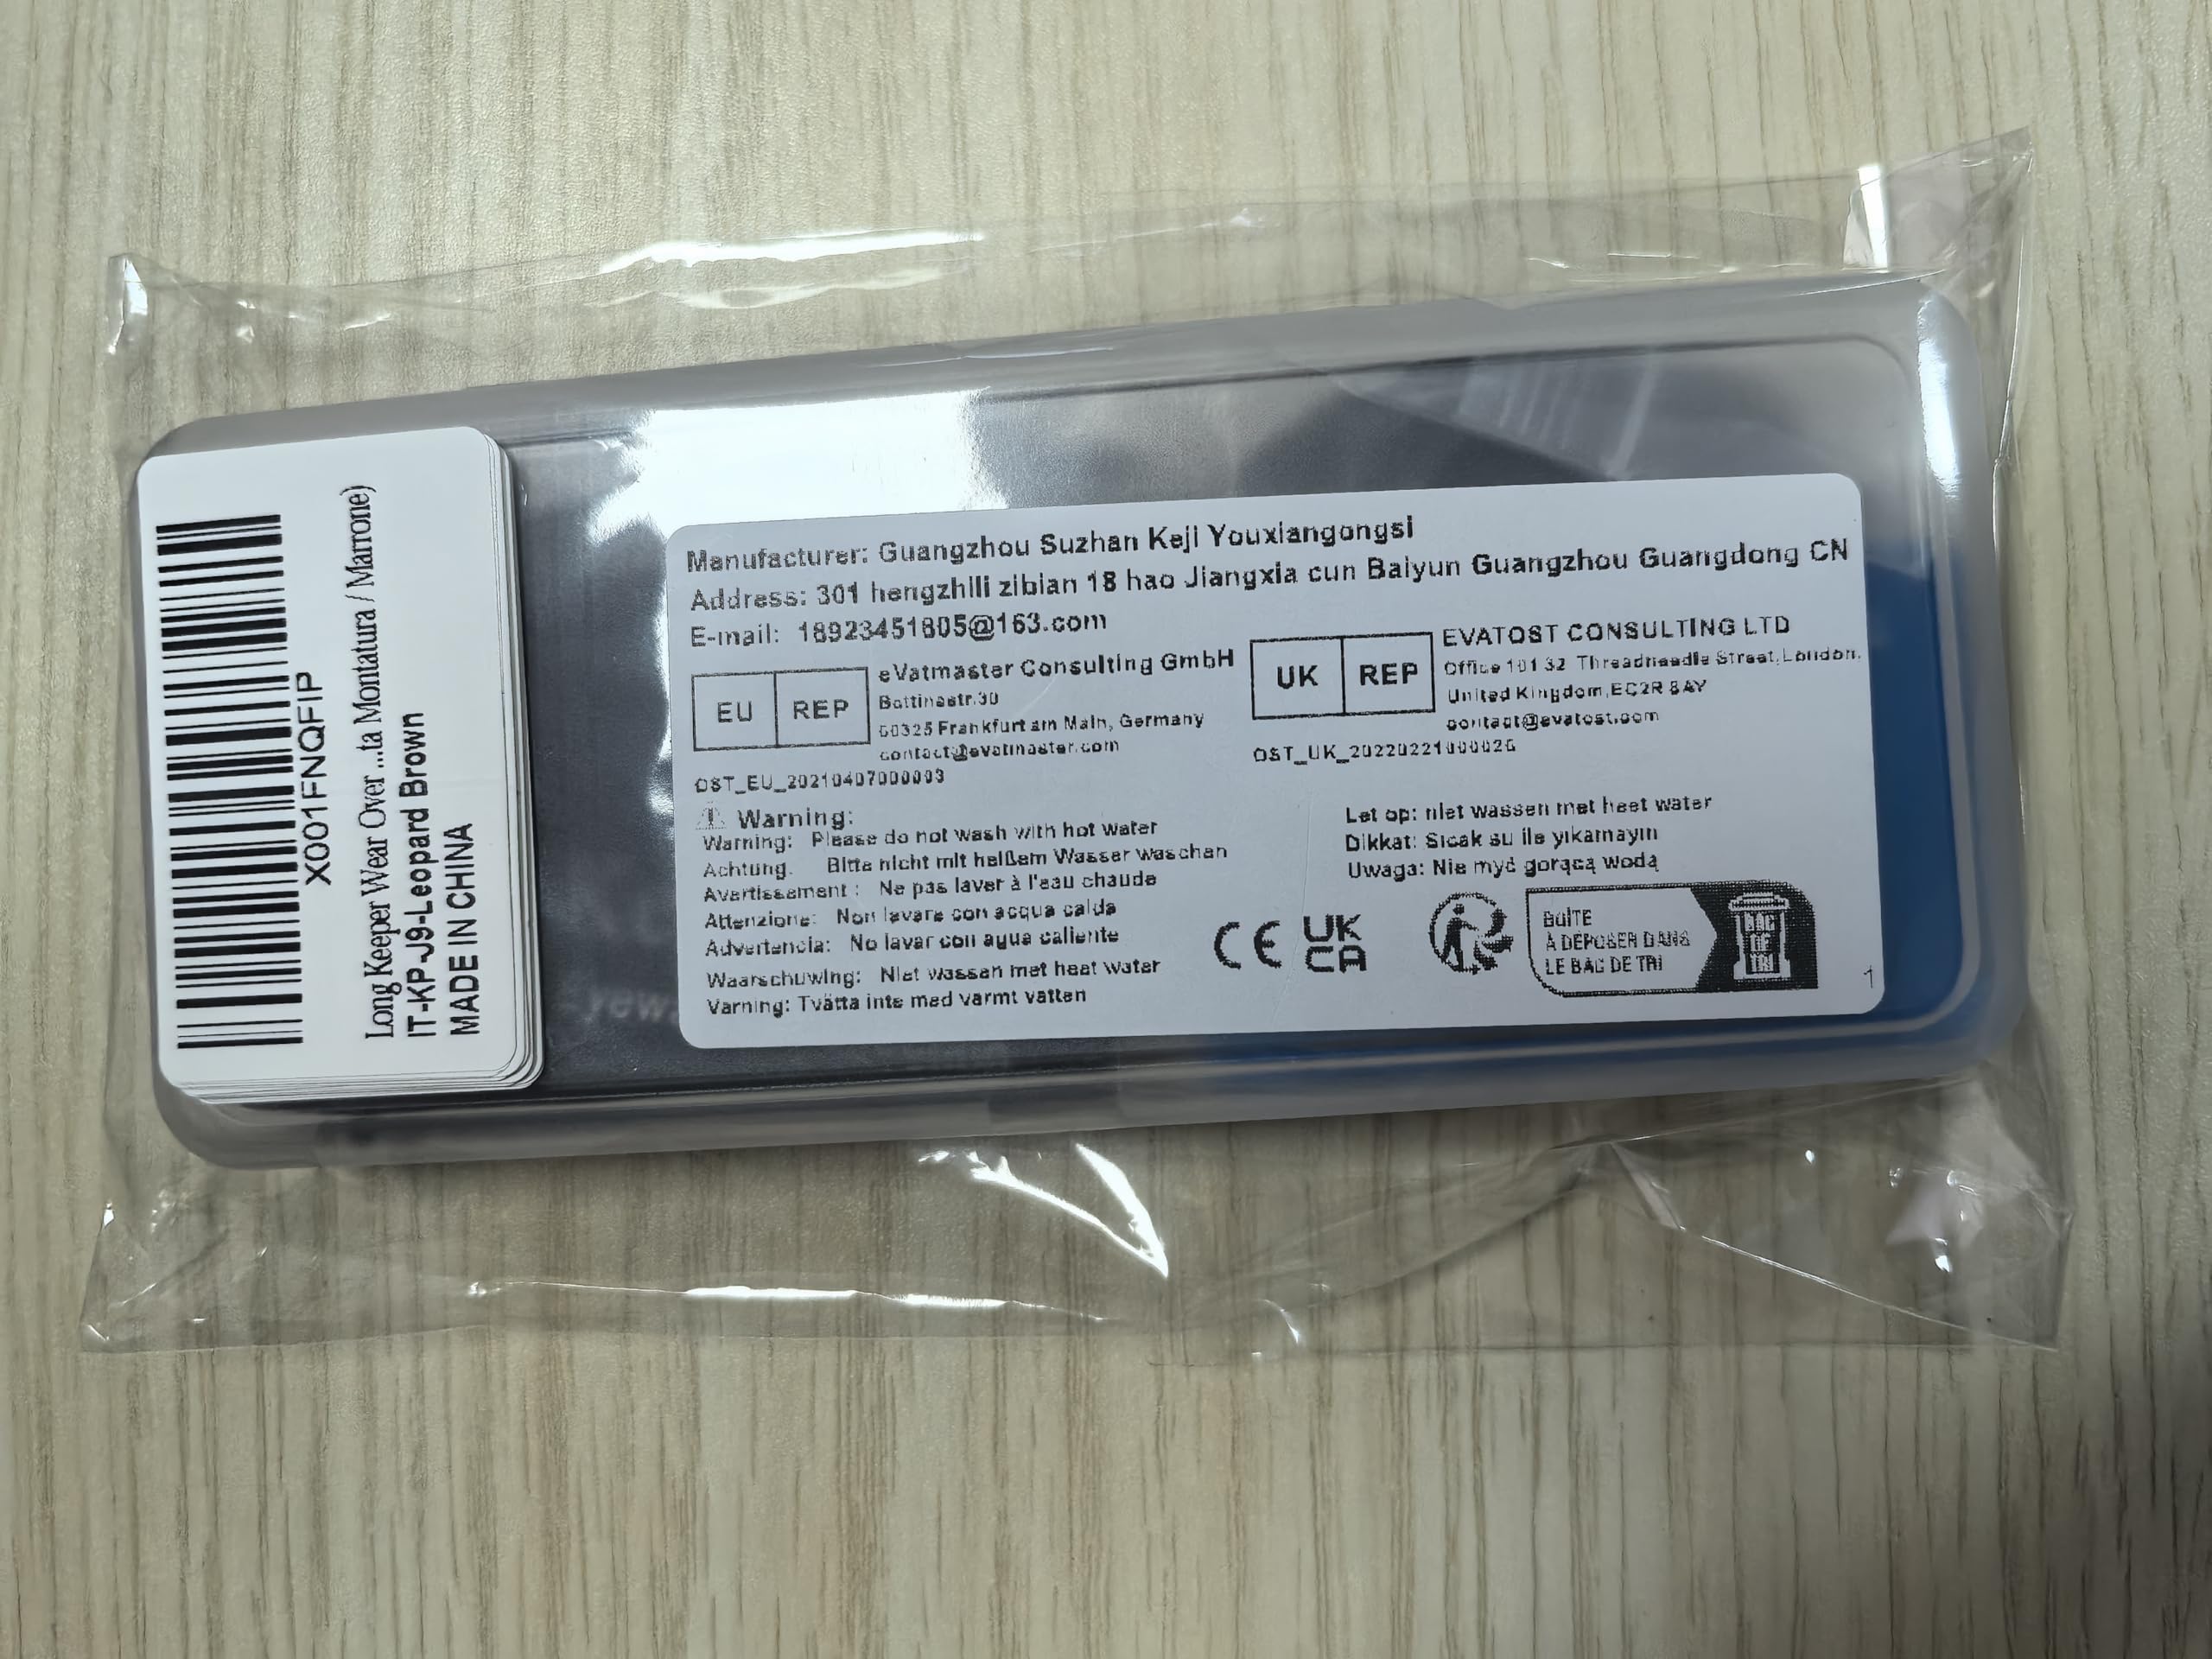 X001FNQFIP
Long Keeper Wear Over ...ta Montatura / Marrone)
IT-KP-J9-Leopard Brown
MADE IN CHINA
Manufacturer: Guangzhou Suzhan Keji Youxiangongsi
Address: 301 hengzhili zibian 18 hao Jiangxia cun Baiyun Guangzhou Guangdong CN
E-mail: 18923451805@163.com
EU REP
eVatmaster Consulting GmbH
Bettinastr.30
60325 Frankfurt am Main, Germany
contact@evatmaster.com
OST_EU_20210407000003
UK REP
EVATOST CONSULTING LTD
Office 101 32 Threadneedle Street,London,
United Kingdom,EC2R 8AY
contact@evatost.com
OST_UK_20220221000026
Warning:
Warning: Please do not wash with hot water
Achtung. Bitte nicht mit heißem Wasser waschen
Avertissement : Ne pas laver à l'eau chaude
Attenzione: Non lavare con acqua calda
Advertencia: No lavar con agua caliente
Waarschuwing: Niet wassen met heet water
Varning: Tvätta inte med varmt vatten
Let op: niet wassen met heet water
Dikkat: Sıcak su ile yıkamayın
Uwaga: Nie myć gorącą wodą
CE UK CA
BOÎTE
À DÉPOSER DANS
LE BAC DE TRI
BAC
DE
TRI
1